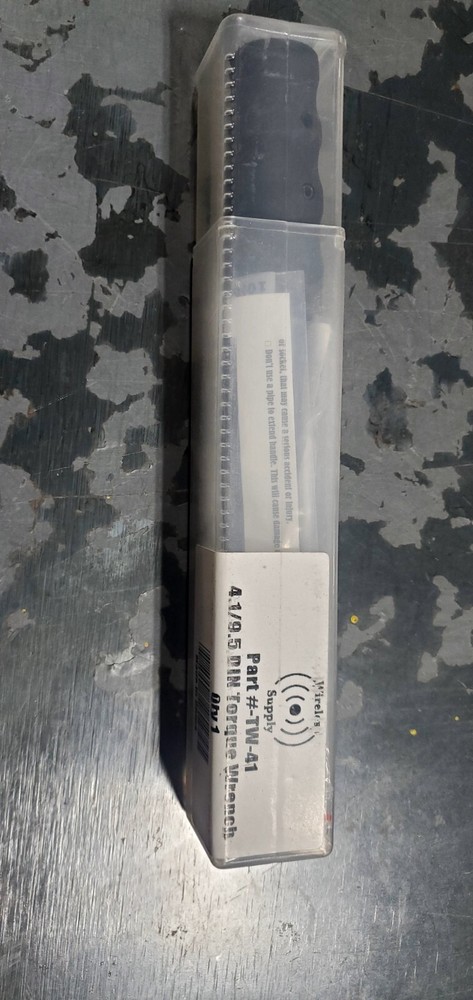 or socket, that may cause a serious accident or injury.
Don't use a pipe to extend handle. This will cause damage
Wireless
Supply
Part #-TW-41
4.1/9.5 DIN Torque Wrench
Qty 1